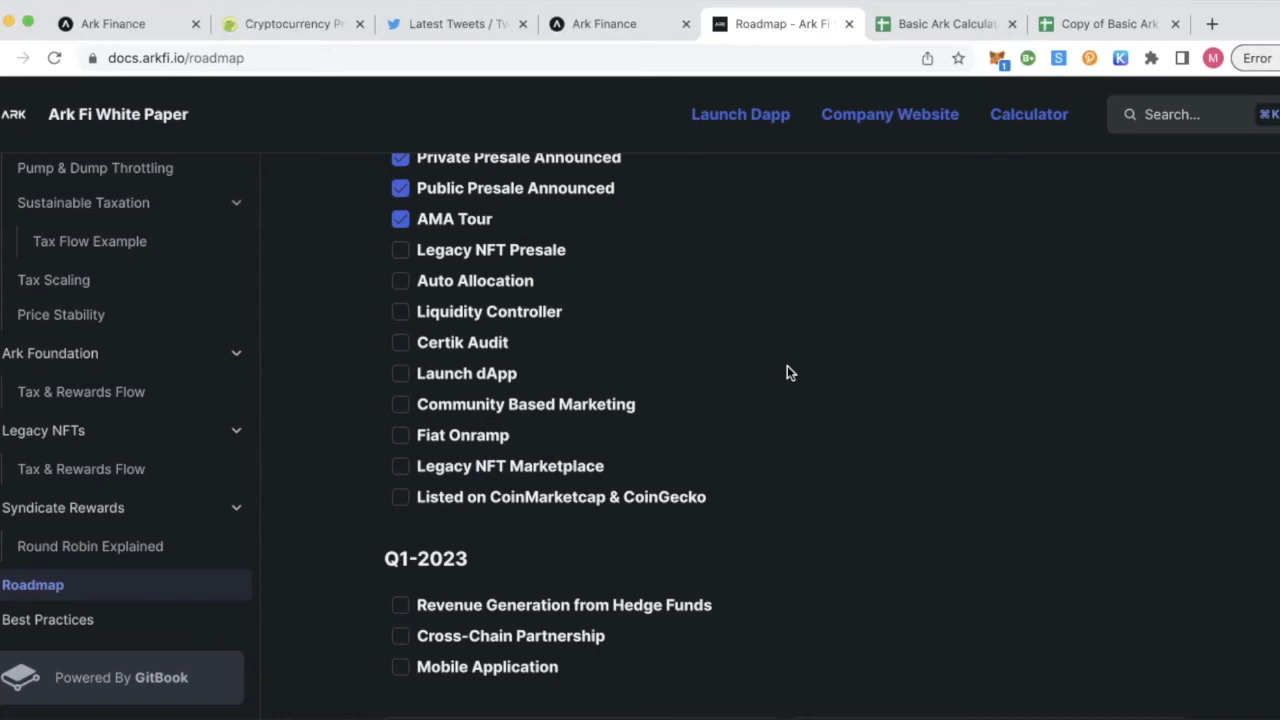 Ark Finance
Cryptocurrency Pr
Latest Tweets / Tw
Ark Finance
Roadmap - Ark Fi
Basic Ark Calculat
Copy of Basic Ark
docs.arkfi.io/roadmap
1
B+
S
P
K
M
Error
ARK
Ark Fi White Paper
Launch Dapp
Company Website
Calculator
Search...
⌘K
Pump & Dump Throttling
Sustainable Taxation
Tax Flow Example
Tax Scaling
Price Stability
Ark Foundation
Tax & Rewards Flow
Legacy NFTs
Tax & Rewards Flow
Syndicate Rewards
Round Robin Explained
Roadmap
Best Practices
Powered By GitBook
Private Presale Announced
Public Presale Announced
AMA Tour
Legacy NFT Presale
Auto Allocation
Liquidity Controller
Certik Audit
Launch dApp
Community Based Marketing
Fiat Onramp
Legacy NFT Marketplace
Listed on CoinMarketcap & CoinGecko
Q1-2023
Revenue Generation from Hedge Funds
Cross-Chain Partnership
Mobile Application